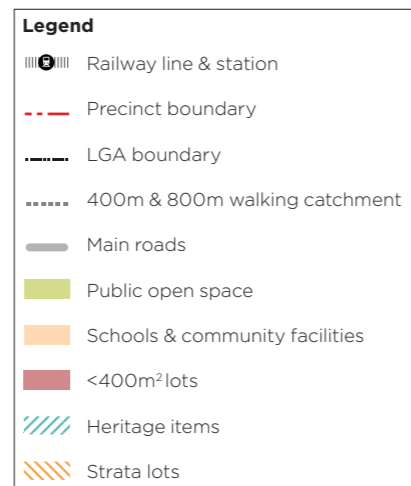 Legend
Railway line & station
Precinct boundary
LGA boundary
400m & 800m walking catchment
Main roads
Public open space
Schools & community facilities
<400m² lots
Heritage items
Strata lots